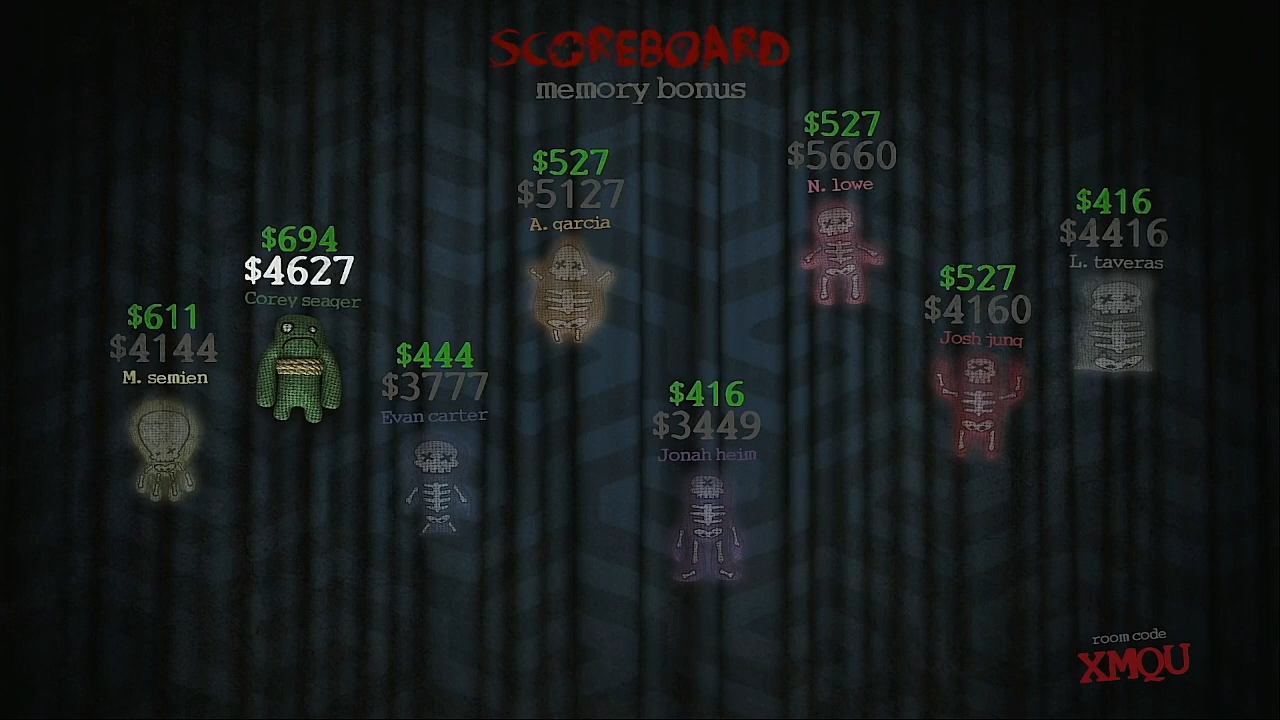 SCOREBOARD
memory bonus
$611
$4144
M. semien
$694
$4627
Corey seager
$444
$3777
Evan carter
$527
$5127
A. garcia
$416
$3449
Jonah heim
$527
$5660
N. lowe
$527
$4160
Josh jung
$416
$4416
L. taveras
room code
XMQU